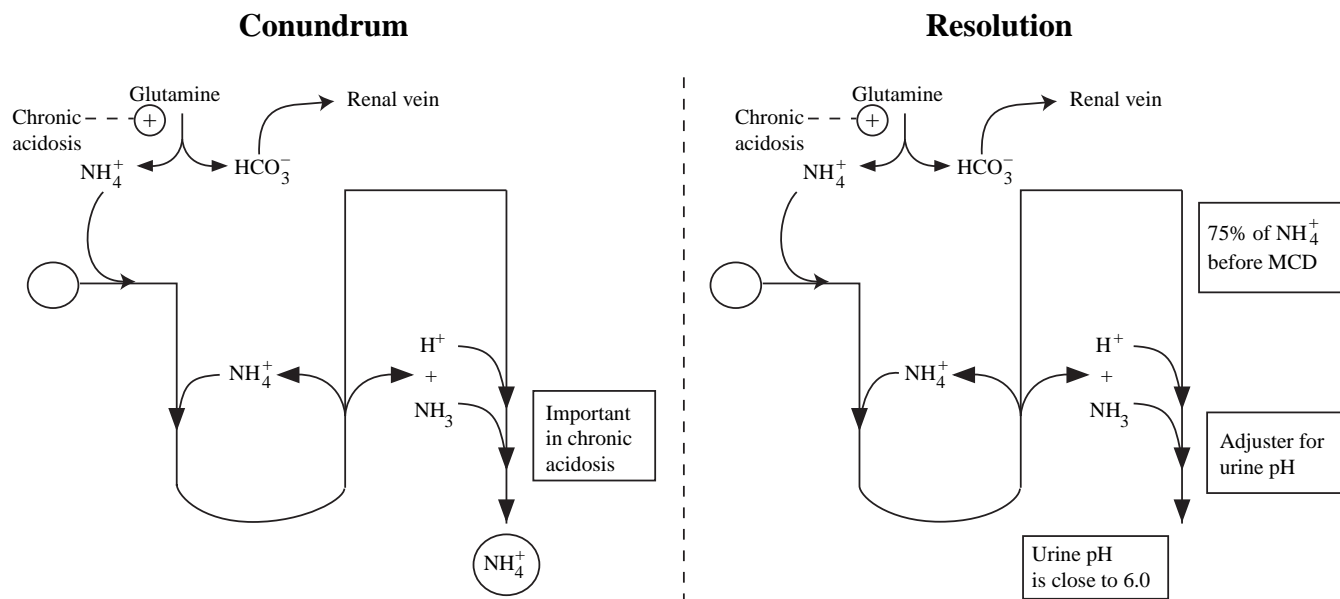 Conundrum
Glutamine
Chronic
acidosis
+
Renal vein
NH₄⁺
HCO₃⁻
NH₄⁺
H⁺
+
NH₃
Important
in chronic
acidosis
NH₄⁺
Resolution
Glutamine
Chronic
acidosis
+
Renal vein
NH₄⁺
HCO₃⁻
75% of NH₄⁺
before MCD
NH₄⁺
H⁺
+
NH₃
Adjuster for
urine pH
Urine pH
is close to 6.0